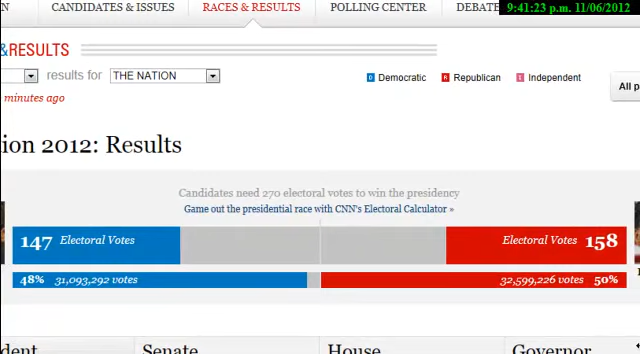 CANDIDATES & ISSUES RACES & RESULTS POLLING CENTER DEBATE 9:41:23 p.m. 11/06/2012
&RESULTS
results for THE NATION Democratic Republican Independent
minutes ago All p
ion 2012: Results
Candidates need 270 electoral votes to win the presidency
Game out the presidential race with CNN's Electoral Calculator »
147 Electoral Votes Electoral Votes 158
48% 31,093,292 votes 32,599,226 votes 50%
dent Senate House Governor